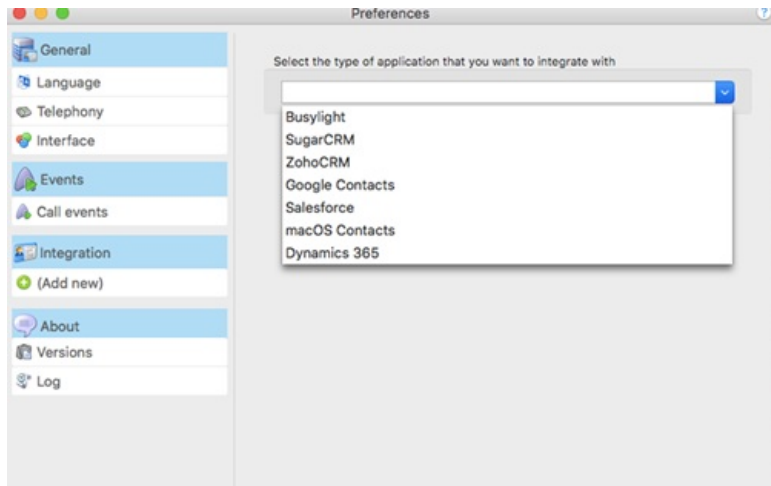 Preferences
?
General
Language
Telephony
Interface
Events
Call events
Integration
(Add new)
About
Versions
Log
Select the type of application that you want to integrate with
Busylight
SugarCRM
ZohoCRM
Google Contacts
Salesforce
macOS Contacts
Dynamics 365